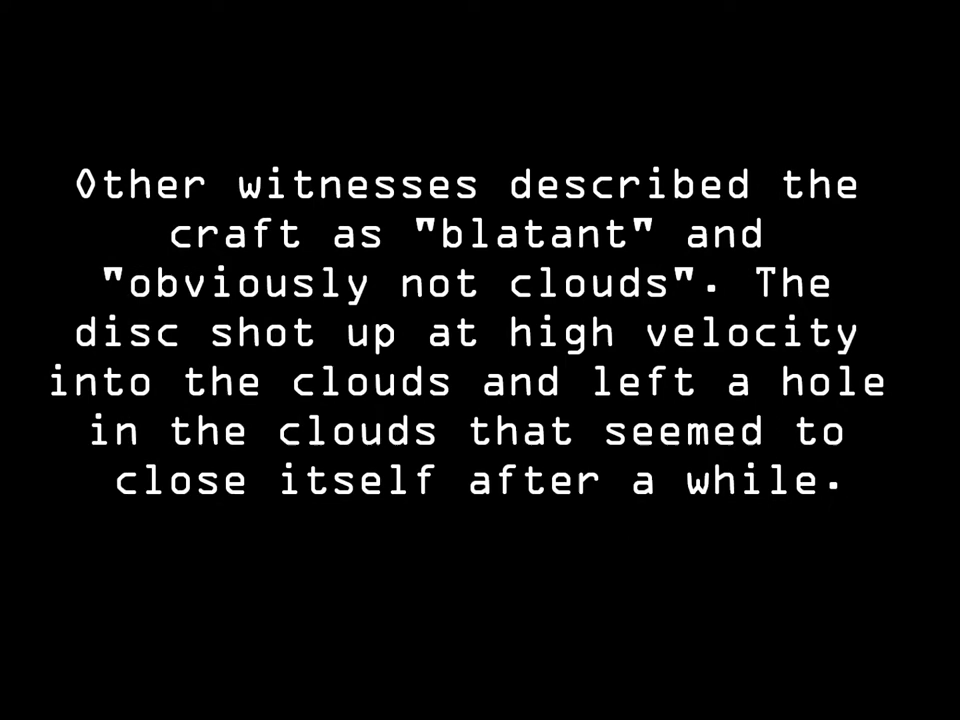 Other witnesses described the
craft as "blatant" and
"obviously not clouds". The
disc shot up at high velocity
into the clouds and left a hole
in the clouds that seemed to
close itself after a while.